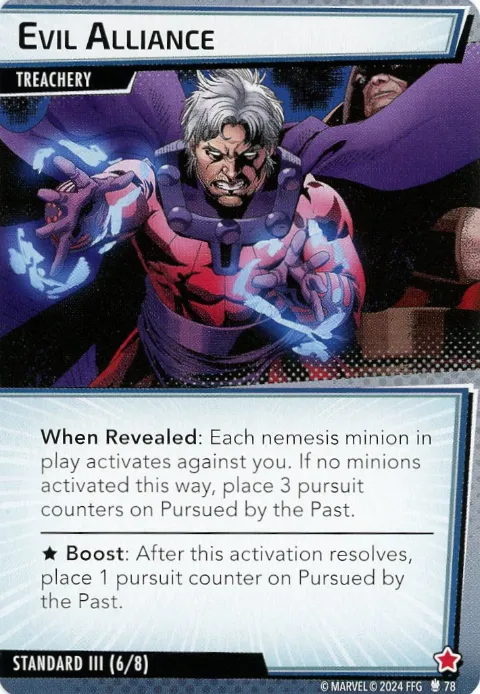 EVIL ALLIANCE
TREACHERY
When Revealed: Each nemesis minion in
play activates against you. If no minions
activated this way, place 3 pursuit
counters on Pursued by the Past.
★ Boost: After this activation resolves,
place 1 pursuit counter on Pursued by
the Past.
STANDARD III (6/8)
© MARVEL © 2024 FFG 78